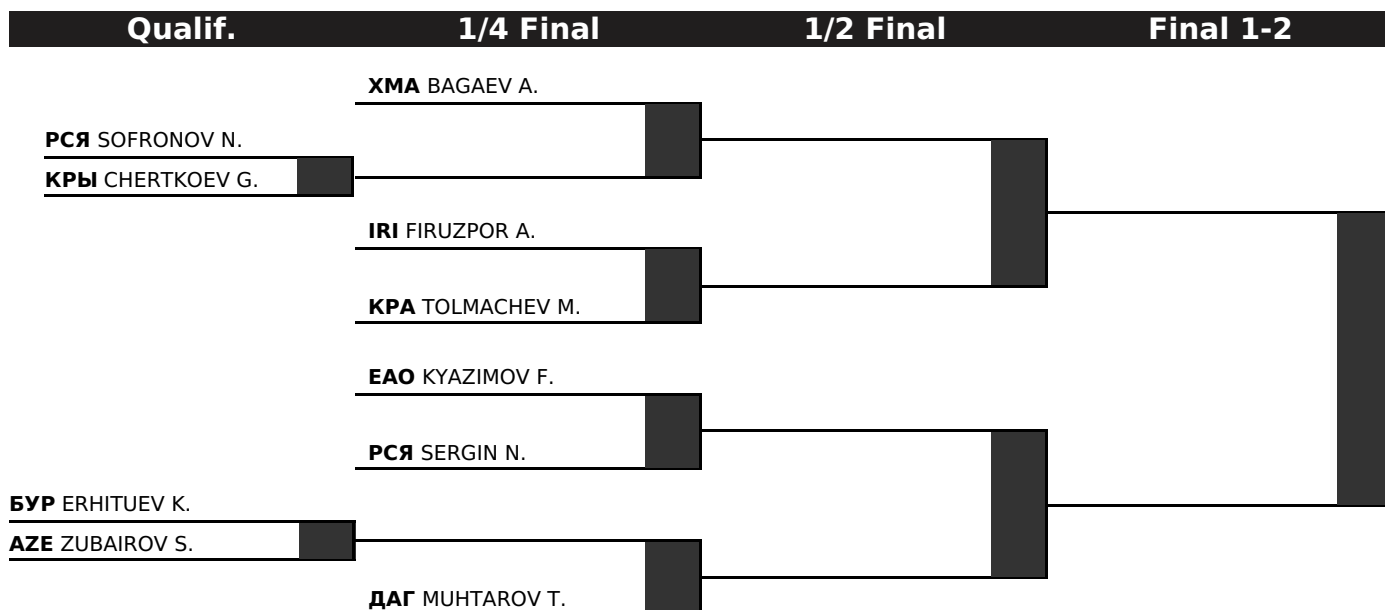 Qualif. 1/4 Final 1/2 Final Final 1-2
ХМА BAGAEV A.
РСЯ SOFRONOV N.
КРЫ CHERTKOEV G.
IRI FIRUZPOR A.
КРА TOLMACHEV M.
ЕАО KYAZIMOV F.
РСЯ SERGIN N.
БУР ERHITUEV K.
AZE ZUBAIROV S.
ДАГ MUHTAROV T.